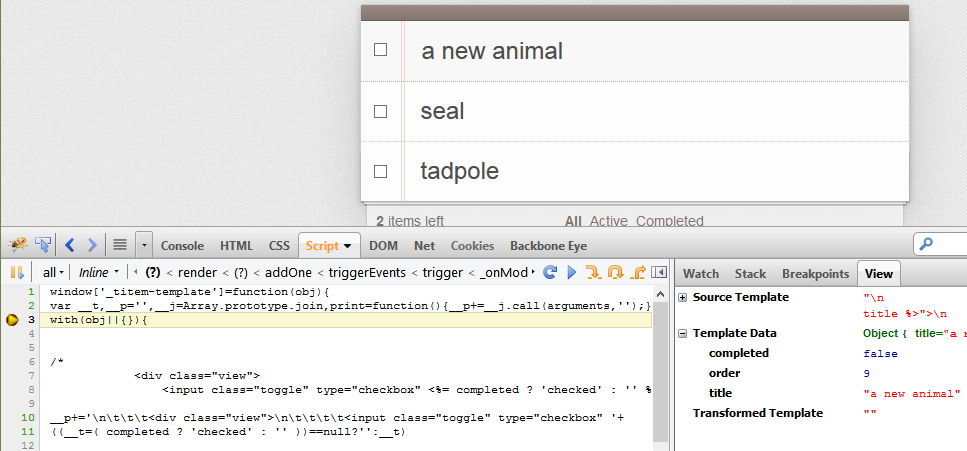 a new animal
seal
tadpole
2 items left All Active Completed
Console HTML CSS Script DOM Net Cookies Backbone Eye
all Inline (?) < render < (?) < addOne < triggerEvents < trigger < _onMod
Watch Stack Breakpoints View
1 window['_titem-template']=function(obj){
2 var __t,__p='',__j=Array.prototype.join,print=function(){__p+=__j.call(arguments,'');}
3 with(obj||{}){
4
5
6 /*
7 <div class="view">
8 <input class="toggle" type="checkbox" <%= completed ? 'checked' : '' %
9
10 __p+='\n\t\t\t<div class="view">\n\t\t\t\t<input class="toggle" type="checkbox" '+
11 ((__t=( completed ? 'checked' : '' ))==null?'':__t)
12
Source Template "\n
title %>">\n
Template Data Object { title="a n
completed false
order 9
title "a new animal"
Transformed Template ""